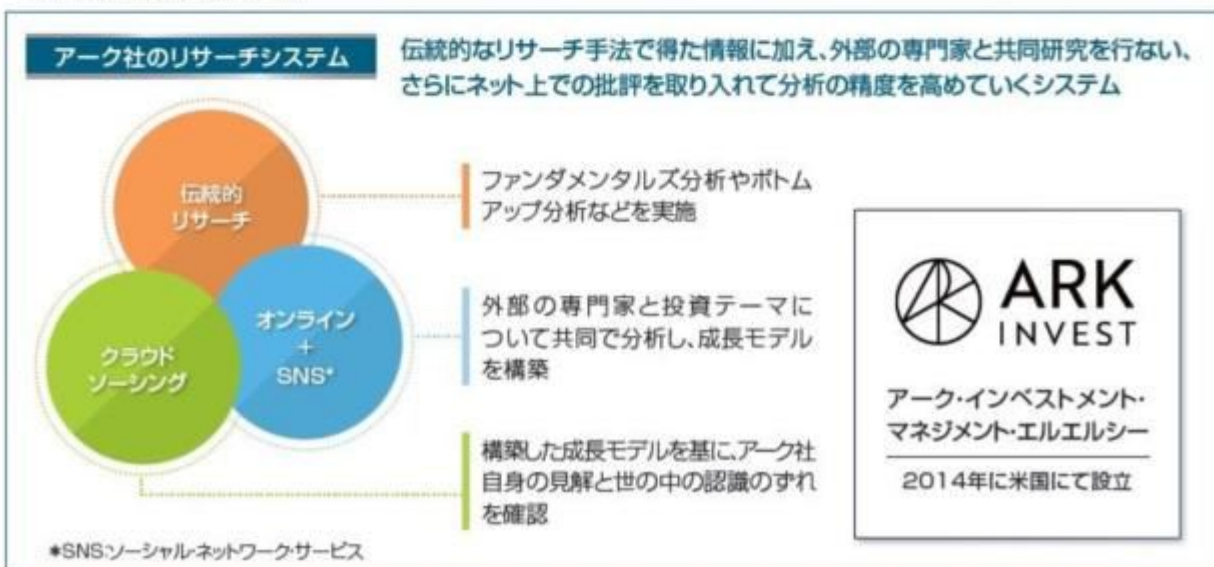 アーク社のリサーチシステム
伝統的なリサーチ手法で得た情報に加え、外部の専門家と共同研究を行ない、
さらにネット上での批評を取り入れて分析の精度を高めていくシステム
伝統的
リサーチ
ファンダメンタルズ分析やボトム
アップ分析などを実施
オンライン
+
SNS*
外部の専門家と投資テーマに
ついて共同で分析し、成長モデル
を構築
クラウド
ソーシング
構築した成長モデルを基に、アーク社
自身の見解と世の中の認識のずれ
を確認
*SNS:ソーシャル・ネットワーク・サービス
ARK
INVEST
アーク・インベストメント・
マネジメント・エルエルシー
2014年に米国にて設立